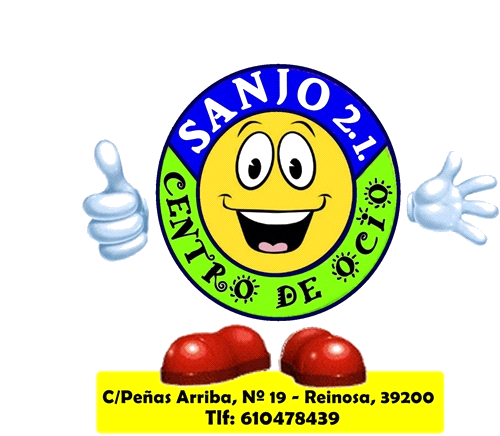 SANJO 2.1.
CENTRO DE OCIO
C/Peñas Arriba, Nº 19 - Reinosa, 39200
Tlf: 610478439